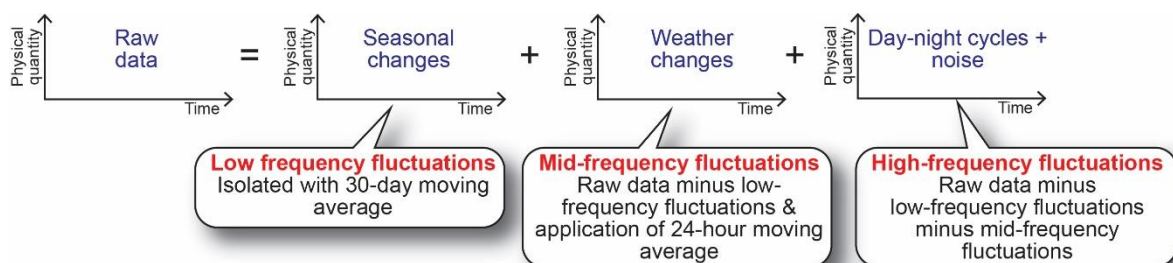 Physical
quantity
Raw
data
Time
=
Physical
quantity
Seasonal
changes
Time
+
Physical
quantity
Weather
changes
Time
+
Physical
quantity
Day-night cycles +
noise
Time
Low frequency fluctuations
Isolated with 30-day moving
average
Mid-frequency fluctuations
Raw data minus low-
frequency fluctuations &
application of 24-hour moving
average
High-frequency fluctuations
Raw data minus
low-frequency fluctuations
minus mid-frequency
fluctuations